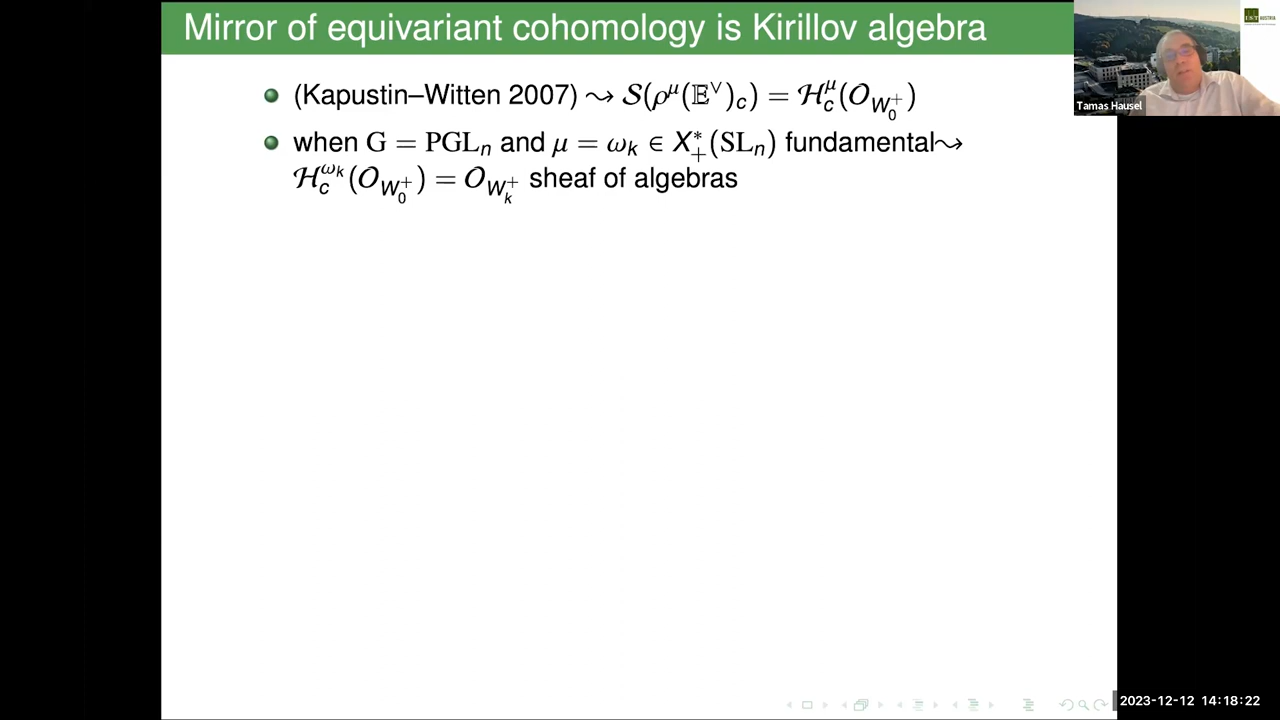 Mirror of equivariant cohomology is Kirillov algebra
(Kapustin–Witten 2007) ⇝ 𝒮(ρ^μ(𝔼^∨)_c) = ℋ_c^μ(𝒪_{W_0^+})
when G = PGL_n and μ = ω_k ∈ X_+^*(SL_n) fundamental⇝
ℋ_c^{ω_k}(𝒪_{W_0^+}) = 𝒪_{W_k^+} sheaf of algebras
Tamas Hausel
2023-12-12 14:18:22